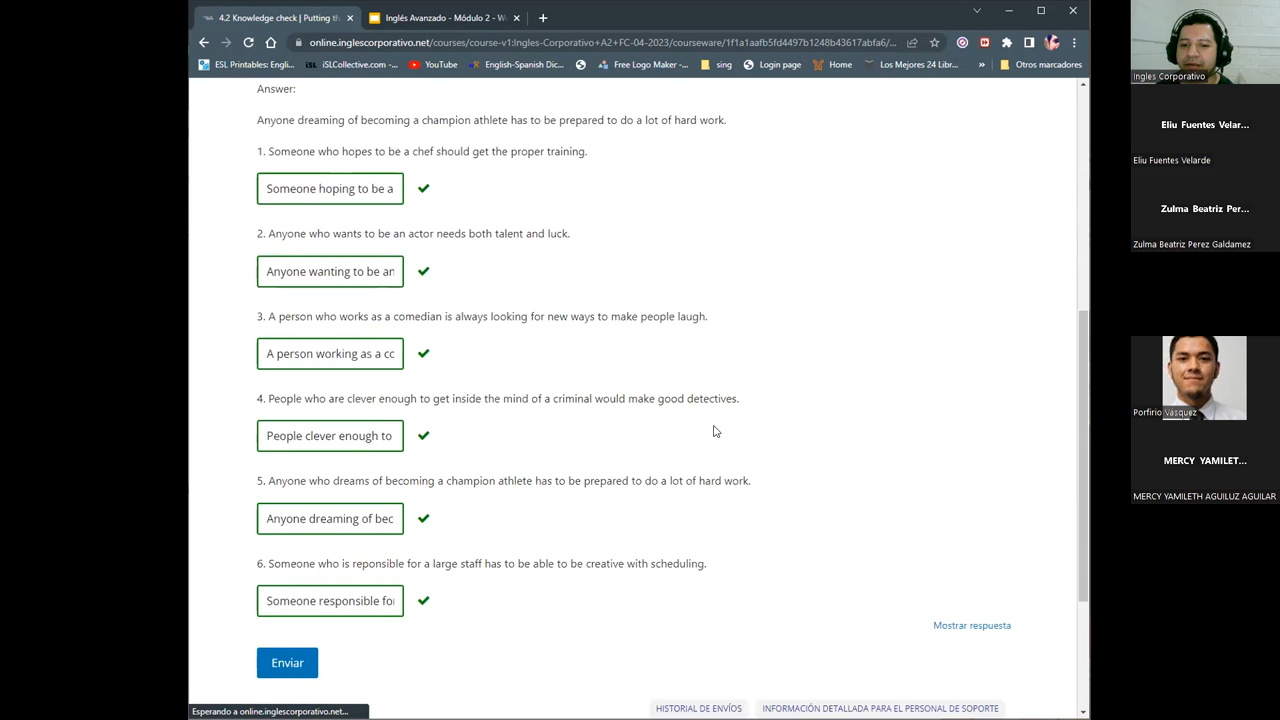 4.2 Knowledge check | Putting th
Inglés Avanzado - Módulo 2 - W
online.inglescorporativo.net/courses/course-v1:Ingles-Corporativo+A2+FC-04-2023/courseware/1f1a1aafb5fd4497b1248b43617abfa6/...
ESL Printables: Engli...
iSL
iSLCollective.com -...
YouTube
English-Spanish Dic...
Free Logo Maker -...
sing
Login page
Home
Los Mejores 24 Libr...
»
Otros marcadores
Answer:
Anyone dreaming of becoming a champion athlete has to be prepared to do a lot of hard work.
1. Someone who hopes to be a chef should get the proper training.
Someone hoping to be a
2. Anyone who wants to be an actor needs both talent and luck.
Anyone wanting to be an
3. A person who works as a comedian is always looking for new ways to make people laugh.
A person working as a co
4. People who are clever enough to get inside the mind of a criminal would make good detectives.
People clever enough to
5. Anyone who dreams of becoming a champion athlete has to be prepared to do a lot of hard work.
Anyone dreaming of bec
6. Someone who is reponsible for a large staff has to be able to be creative with scheduling.
Someone responsible for
Mostrar respuesta
Enviar
HISTORIAL DE ENVÍOS
INFORMACIÓN DETALLADA PARA EL PERSONAL DE SOPORTE
Esperando a online.inglescorporativo.net...
Ingles Corporativo
Eliu Fuentes Velar...
Eliu Fuentes Velarde
Zulma Beatriz Per...
Zulma Beatriz Perez Galdamez
Porfirio Vasquez
MERCY YAMILET...
MERCY YAMILETH AGUILUZ AGUILAR